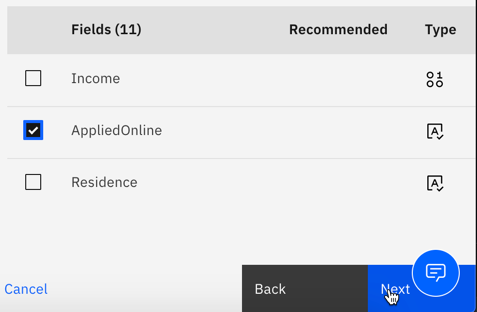 Fields (11) Recommended Type
Income
AppliedOnline
Residence
Cancel Back Next